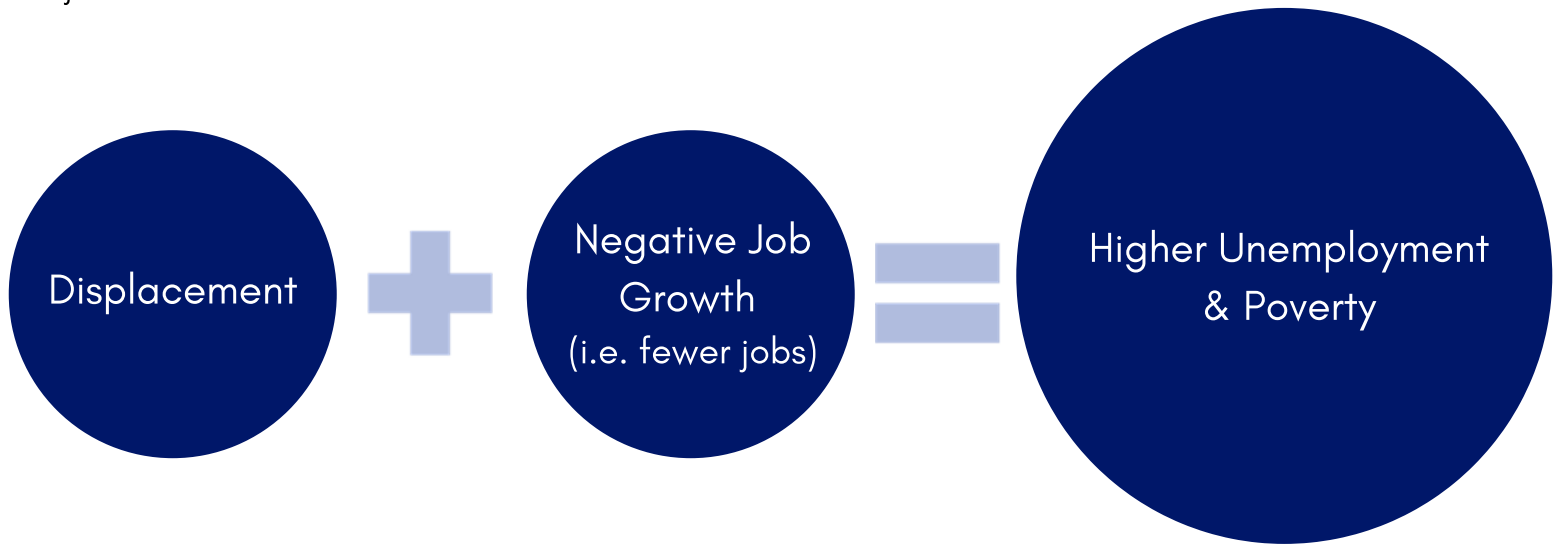 Displacement
Negative Job
Growth
(i.e. fewer jobs)
Higher Unemployment
& Poverty